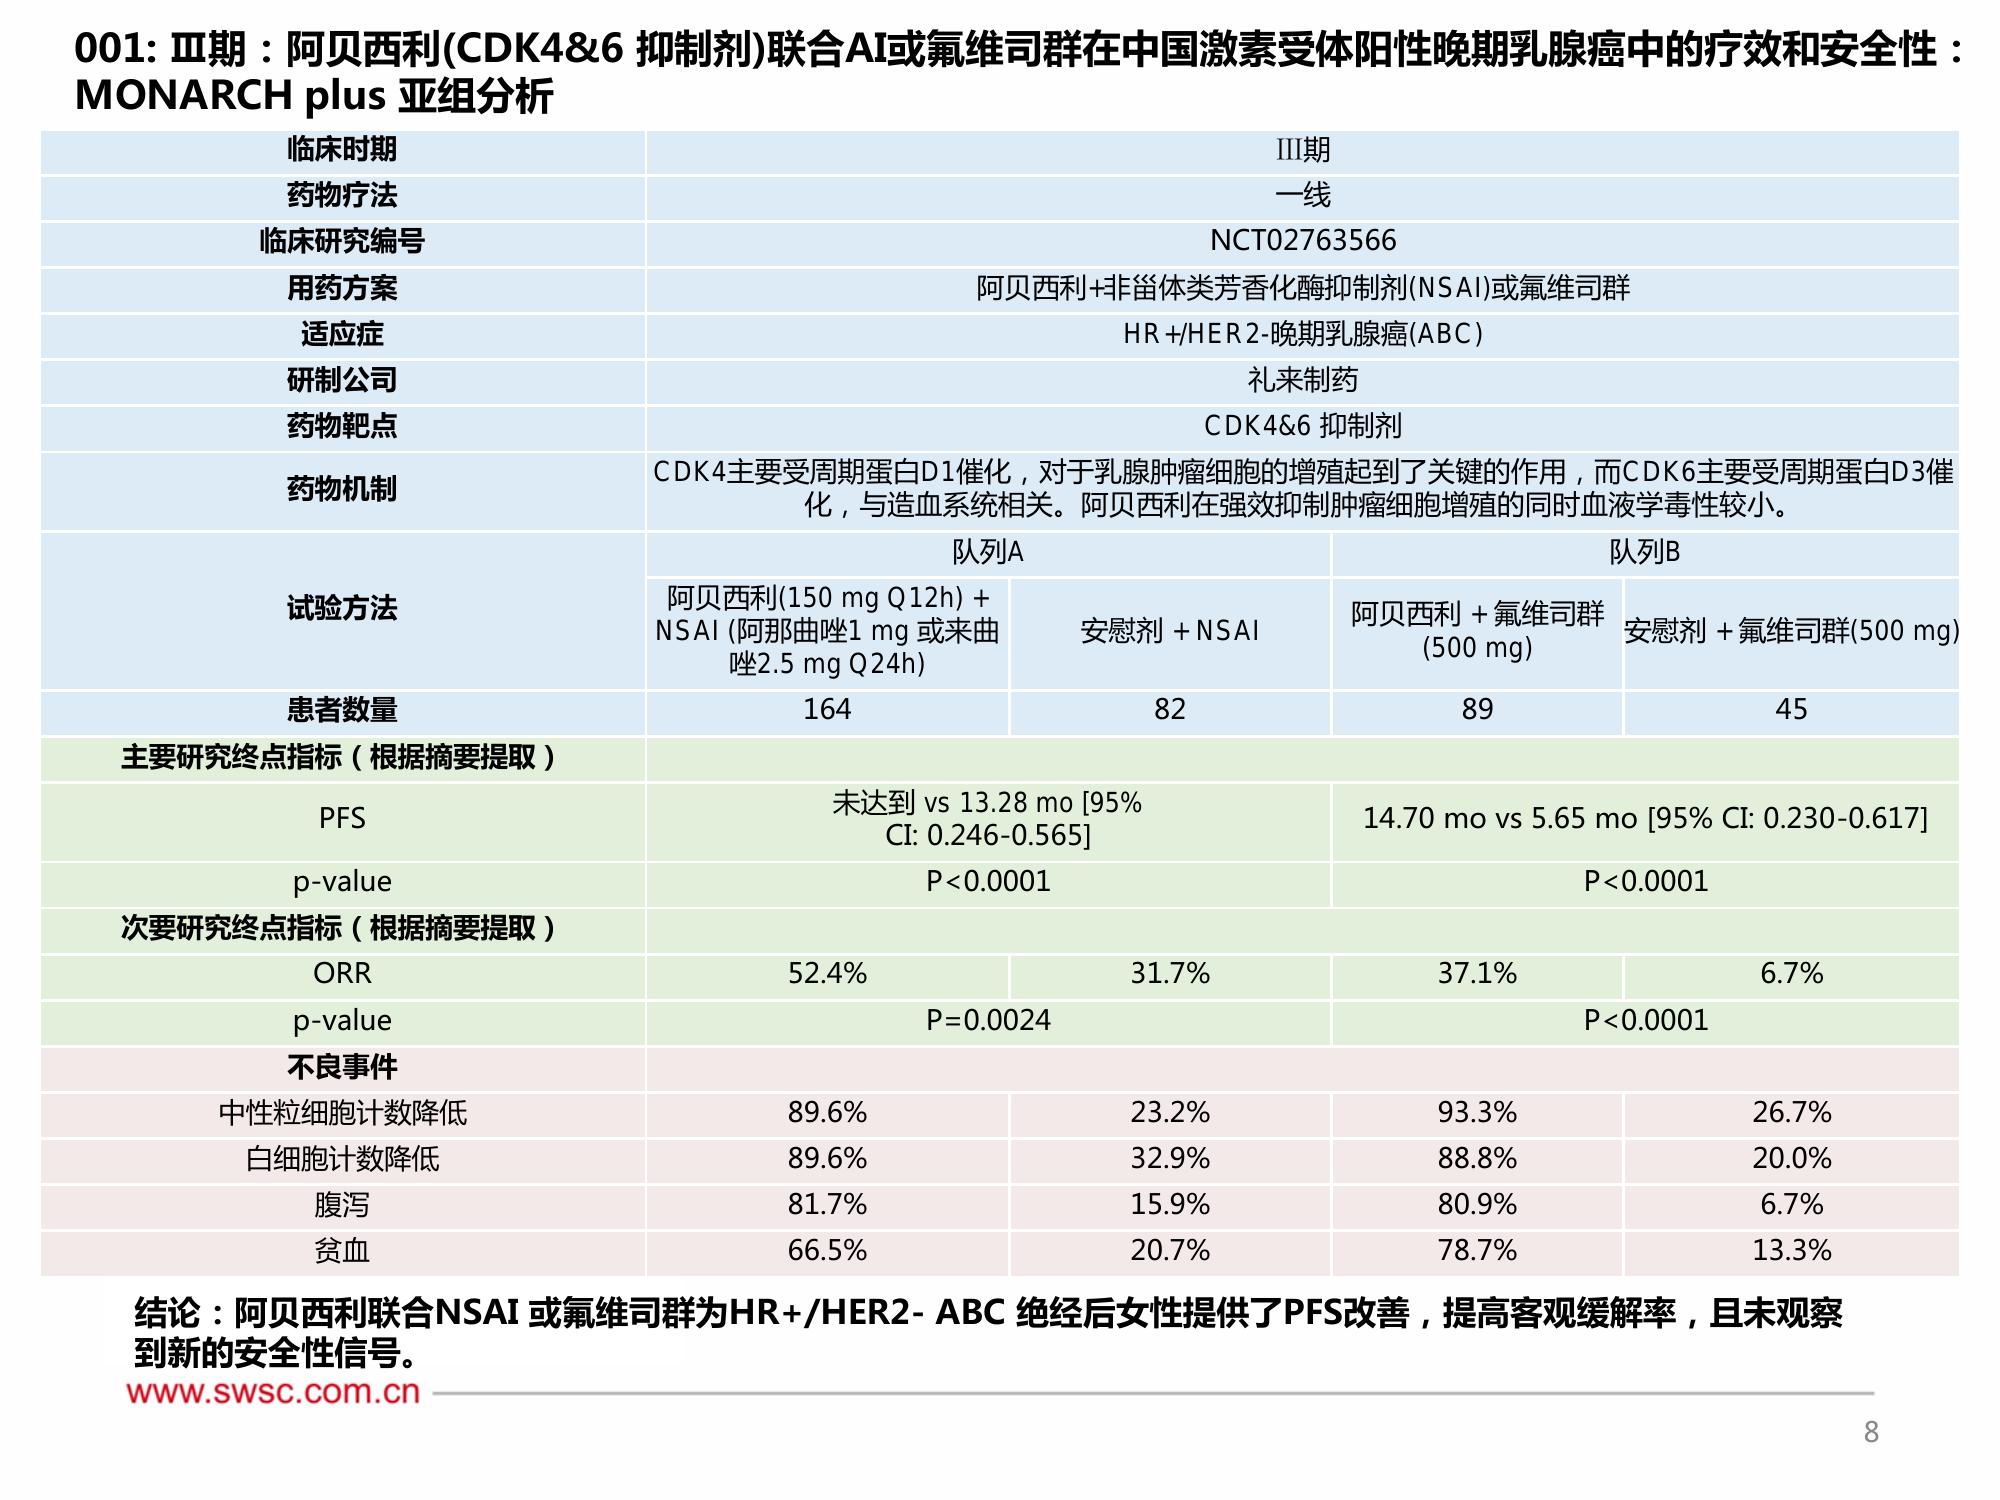 001: Ⅲ期：阿贝西利(CDK4&6 抑制剂)联合AI或氟维司群在中国激素受体阳性晚期乳腺癌中的疗效和安全性：
MONARCH plus 亚组分析
临床时期 Ⅲ期
药物疗法 一线
临床研究编号 NCT02763566
用药方案 阿贝西利+非甾体类芳香化酶抑制剂(NSAI)或氟维司群
适应症 HR+/HER2-晚期乳腺癌(ABC)
研制公司 礼来制药
药物靶点 CDK4&6 抑制剂
药物机制 CDK4主要受周期蛋白D1催化，对于乳腺肿瘤细胞的增殖起到了关键的作用，而CDK6主要受周期蛋白D3催
化，与造血系统相关。阿贝西利在强效抑制肿瘤细胞增殖的同时血液学毒性较小。
试验方法
队列A 队列B
阿贝西利(150 mg Q12h) +
NSAI (阿那曲唑1 mg 或来曲
唑2.5 mg Q24h)
安慰剂 + NSAI
阿贝西利 + 氟维司群
(500 mg)
安慰剂 + 氟维司群(500 mg)
患者数量 164 82 89 45
主要研究终点指标（根据摘要提取）
PFS
未达到 vs 13.28 mo [95%
CI: 0.246-0.565]
14.70 mo vs 5.65 mo [95% CI: 0.230-0.617]
p-value P<0.0001 P<0.0001
次要研究终点指标（根据摘要提取）
ORR 52.4% 31.7% 37.1% 6.7%
p-value P=0.0024 P<0.0001
不良事件
中性粒细胞计数降低 89.6% 23.2% 93.3% 26.7%
白细胞计数降低 89.6% 32.9% 88.8% 20.0%
腹泻 81.7% 15.9% 80.9% 6.7%
贫血 66.5% 20.7% 78.7% 13.3%
结论：阿贝西利联合NSAI 或氟维司群为HR+/HER2- ABC 绝经后女性提供了PFS改善，提高客观缓解率，且未观察
到新的安全性信号。
www.swsc.com.cn
8